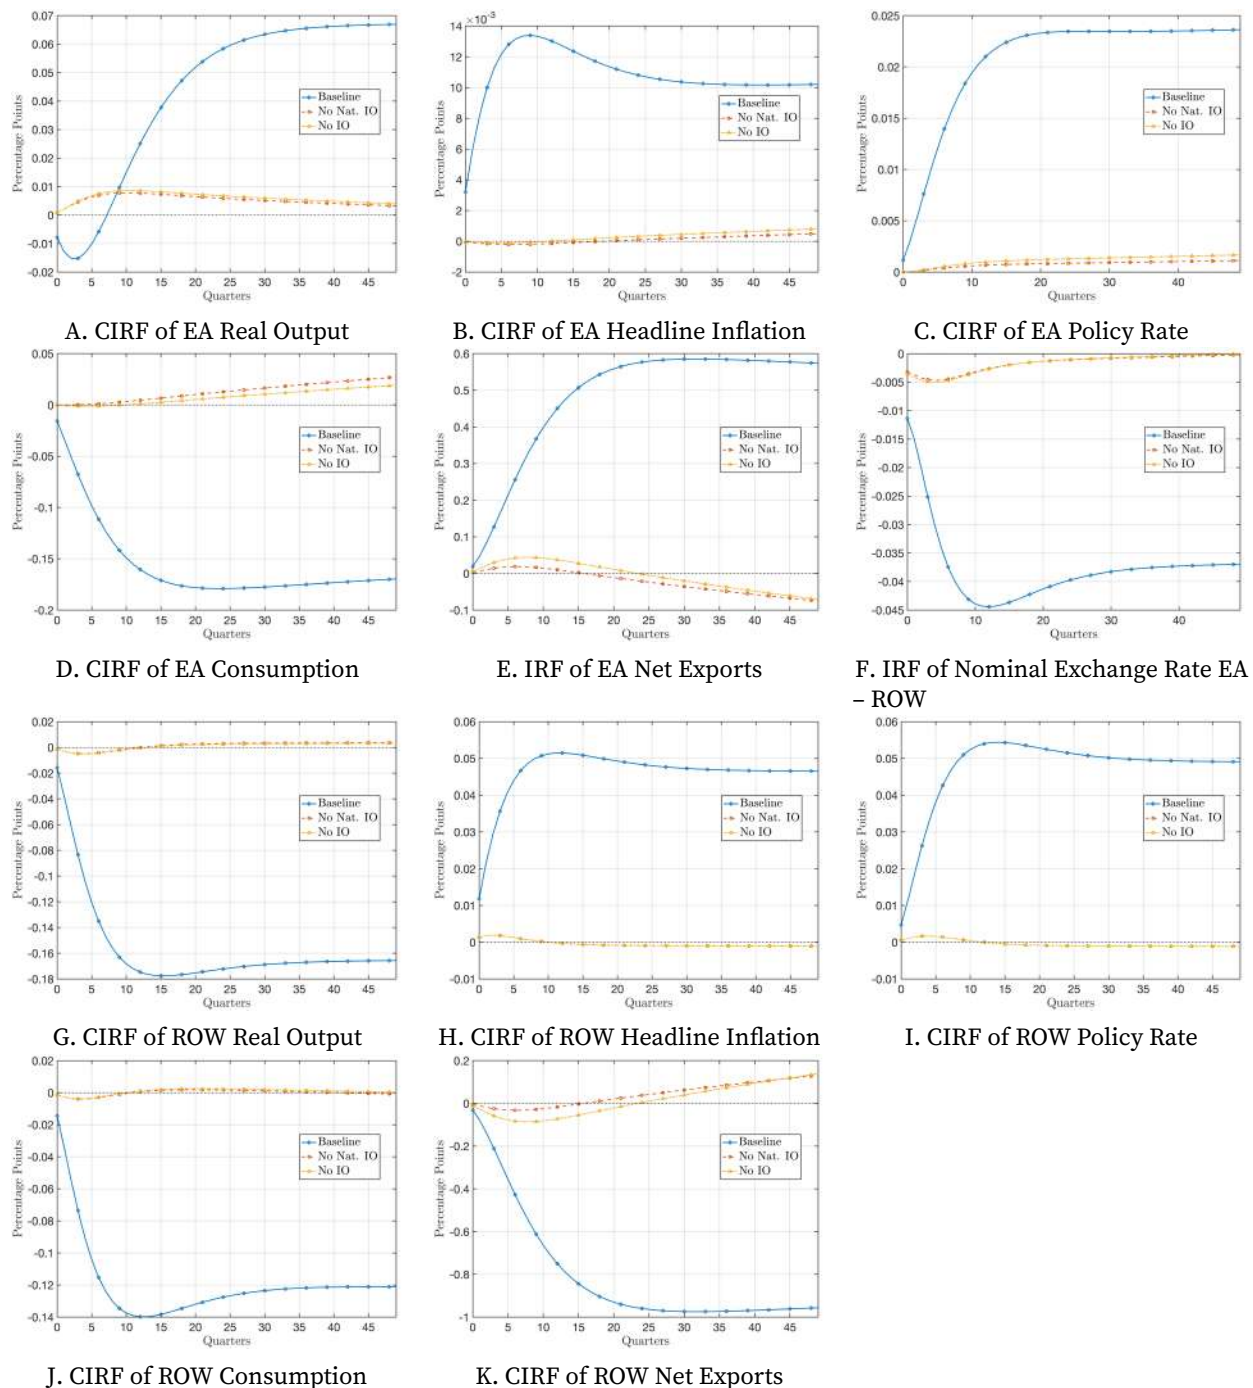 0.07
0.06
0.05
0.04
0.03
0.02
0.01
0
-0.01
-0.02
Percentage Points
Baseline
No Nat. IO
No IO
0 5 10 15 20 25 30 35 40 45
Quarters
A. CIRF of EA Real Output
×10⁻³
14
12
10
8
6
4
2
0
-2
Percentage Points
Baseline
No Nat. IO
No IO
0 5 10 15 20 25 30 35 40 45
Quarters
B. CIRF of EA Headline Inflation
0.025
0.02
0.015
0.01
0.005
0
Percentage Points
Baseline
No Nat. IO
No IO
0 10 20 30 40
Quarters
C. CIRF of EA Policy Rate
0.05
0
-0.05
-0.1
-0.15
-0.2
Percentage Points
Baseline
No Nat. IO
No IO
0 5 10 15 20 25 30 35 40 45
Quarters
D. CIRF of EA Consumption
0.6
0.5
0.4
0.3
0.2
0.1
0
-0.1
Percentage Points
Baseline
No Nat. IO
No IO
0 5 10 15 20 25 30 35 40 45
Quarters
E. IRF of EA Net Exports
0
-0.005
-0.01
-0.015
-0.02
-0.025
-0.03
-0.035
-0.04
-0.045
Percentage Points
Baseline
No Nat. IO
No IO
0 10 20 30 40
Quarters
F. IRF of Nominal Exchange Rate EA
– ROW
0.02
0
-0.02
-0.04
-0.06
-0.08
-0.1
-0.12
-0.14
-0.16
-0.18
Percentage Points
Baseline
No Nat. IO
No IO
0 5 10 15 20 25 30 35 40 45
Quarters
G. CIRF of ROW Real Output
0.06
0.05
0.04
0.03
0.02
0.01
0
-0.01
Percentage Points
Baseline
No Nat. IO
No IO
0 5 10 15 20 25 30 35 40 45
Quarters
H. CIRF of ROW Headline Inflation
0.06
0.05
0.04
0.03
0.02
0.01
0
-0.01
Percentage Points
Baseline
No Nat. IO
No IO
0 5 10 15 20 25 30 35 40 45
Quarters
I. CIRF of ROW Policy Rate
0.02
0
-0.02
-0.04
-0.06
-0.08
-0.1
-0.12
-0.14
Percentage Points
Baseline
No Nat. IO
No IO
0 5 10 15 20 25 30 35 40 45
Quarters
J. CIRF of ROW Consumption
0.2
0
-0.2
-0.4
-0.6
-0.8
-1
Percentage Points
Baseline
No Nat. IO
No IO
0 5 10 15 20 25 30 35 40 45
Quarters
K. CIRF of ROW Net Exports